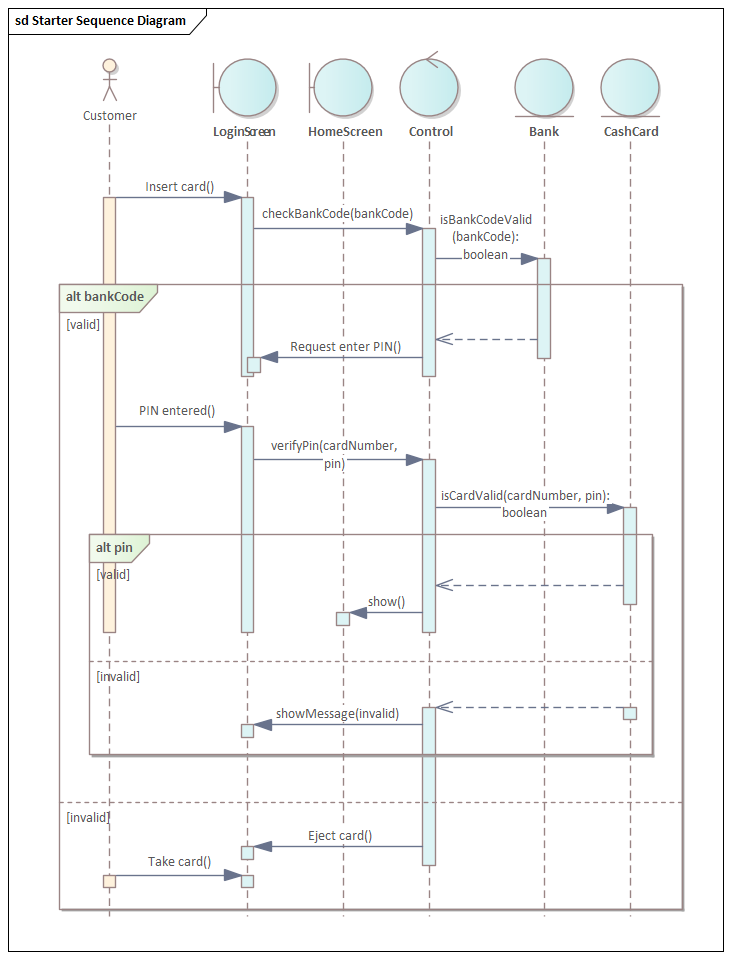 sd Starter Sequence Diagram
Customer
LoginScreen
HomeScreen
Control
Bank
CashCard
Insert card()
checkBankCode(bankCode)
isBankCodeValid
(bankCode):
boolean
alt bankCode
[valid]
Request enter PIN()
PIN entered()
verifyPin(cardNumber,
pin)
isCardValid(cardNumber, pin):
boolean
alt pin
[valid]
show()
[invalid]
showMessage(invalid)
[invalid]
Eject card()
Take card()